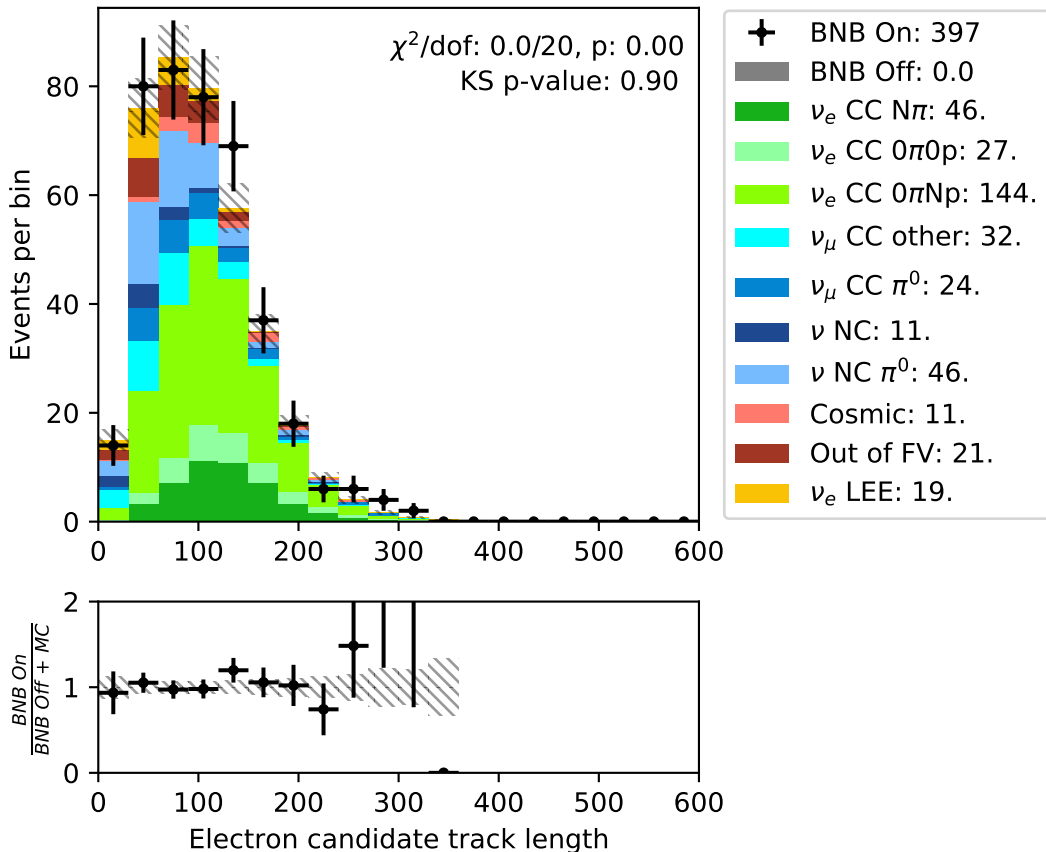 χ²/dof: 0.0/20, p: 0.00
KS p-value: 0.90
Events per bin
80
60
40
20
0
0 100 200 300 400 500 600
BNB On: 397
BNB Off: 0.0
νₑ CC Nπ: 46.
νₑ CC 0π0p: 27.
νₑ CC 0πNp: 144.
ν_μ CC other: 32.
ν_μ CC π⁰: 24.
ν NC: 11.
ν NC π⁰: 46.
Cosmic: 11.
Out of FV: 21.
νₑ LEE: 19.
BNB On
BNB Off + MC
2
1
0
0 100 200 300 400 500 600
Electron candidate track length